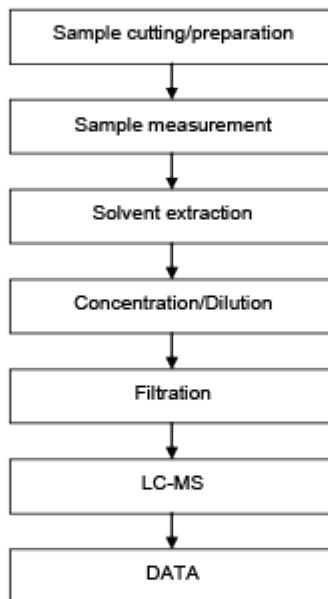 Sample cutting/preparation
Sample measurement
Solvent extraction
Concentration/Dilution
Filtration
LC-MS
DATA